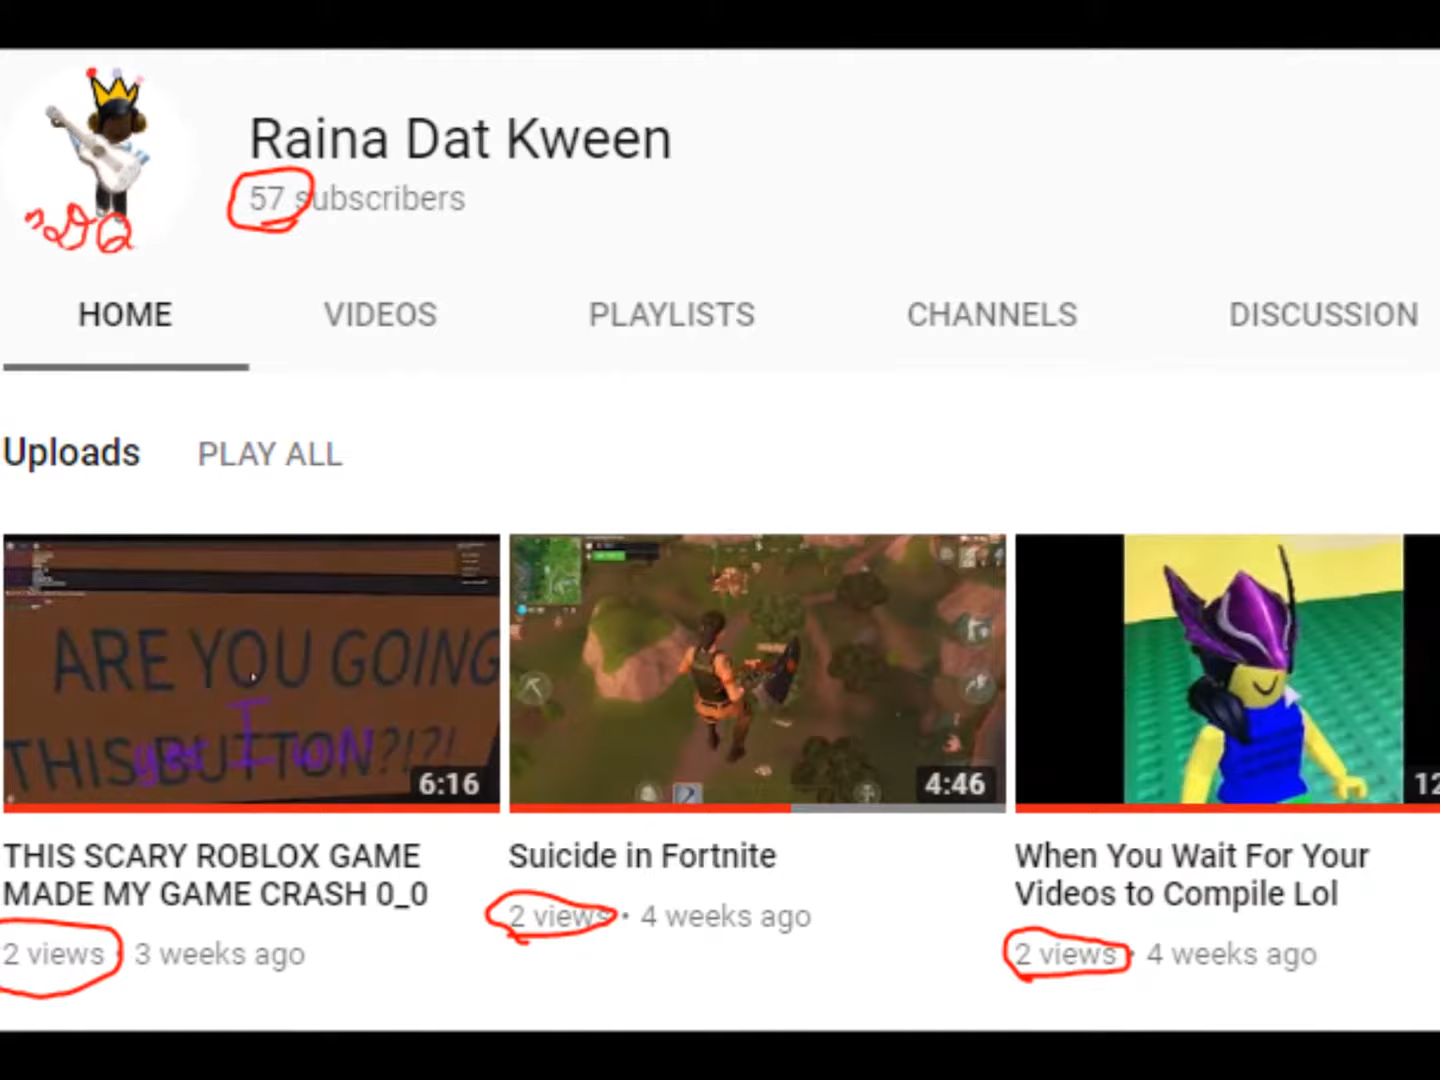 Raina Dat Kween
57 subscribers
HOME VIDEOS PLAYLISTS CHANNELS DISCUSSION
Uploads PLAY ALL
ARE YOU GOING
THIS BUTTON?!?!
yes I wiN
6:16
4:46
12
THIS SCARY ROBLOX GAME
MADE MY GAME CRASH 0_0
2 views • 3 weeks ago
Suicide in Fortnite
2 views • 4 weeks ago
When You Wait For Your
Videos to Compile Lol
2 views • 4 weeks ago